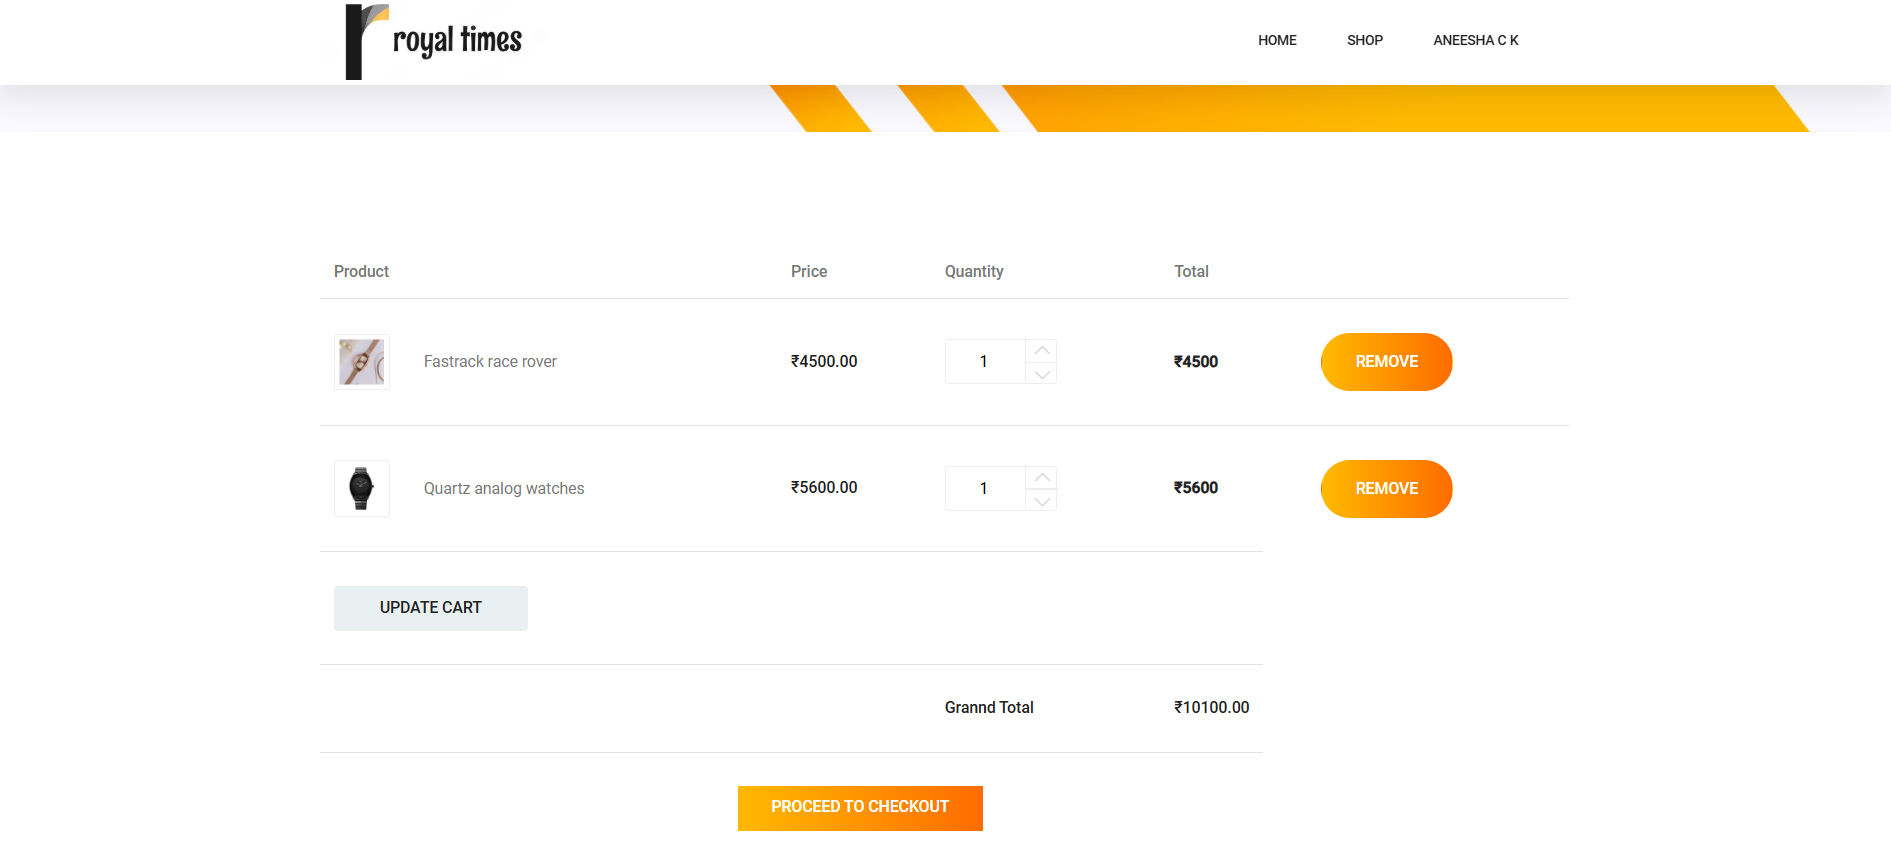 royal times
HOME SHOP ANEESHA C K
Product Price Quantity Total
Fastrack race rover ₹4500.00 1 ₹4500 REMOVE
Quartz analog watches ₹5600.00 1 ₹5600 REMOVE
UPDATE CART
Grannd Total ₹10100.00
PROCEED TO CHECKOUT